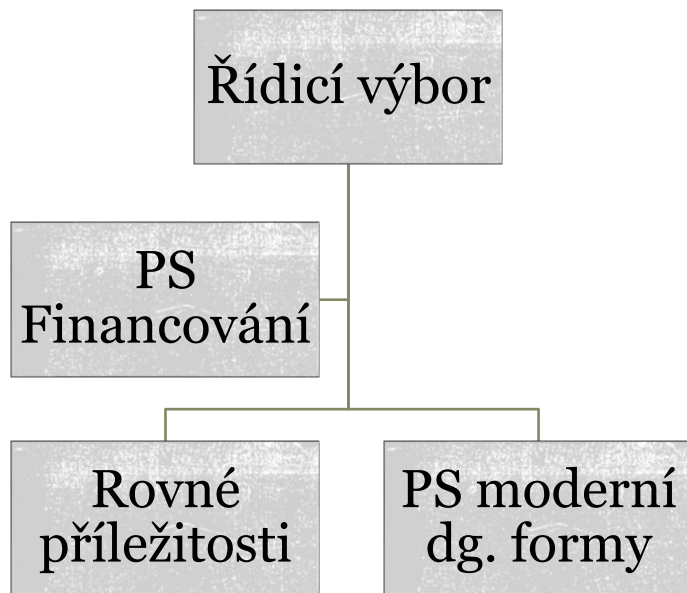 Řídicí výbor
PS
Financování
Rovné
příležitosti
PS moderní
dg. formy